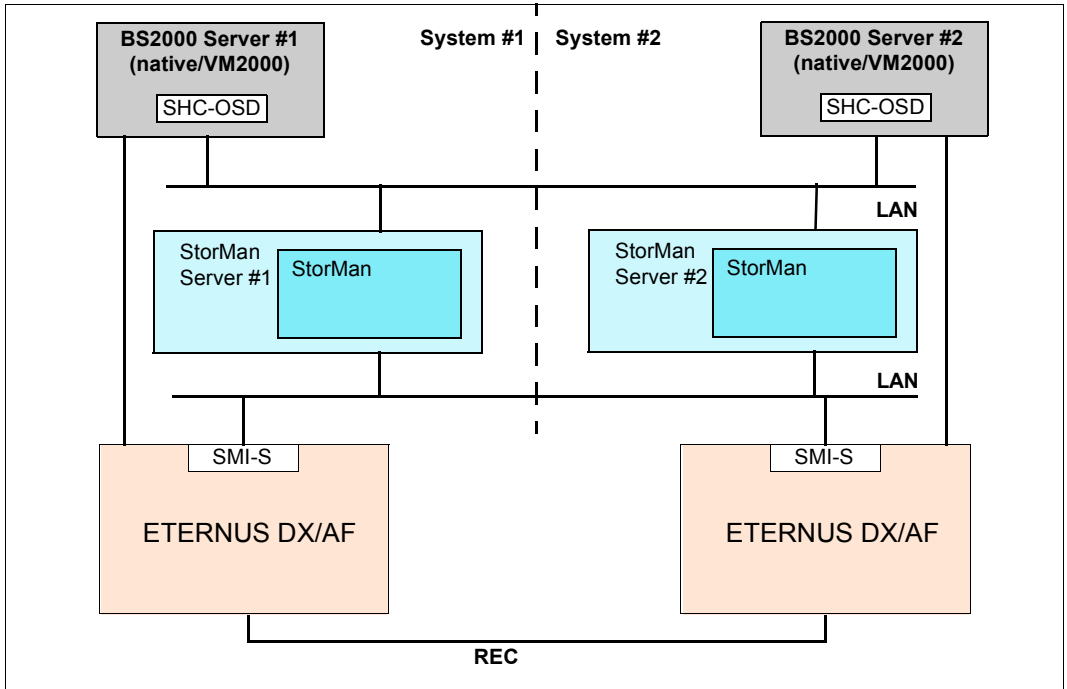 BS2000 Server #1
(native/VM2000)
SHC-OSD
System #1
System #2
BS2000 Server #2
(native/VM2000)
SHC-OSD
LAN
StorMan
Server #1
StorMan
StorMan
Server #2
StorMan
LAN
SMI-S
ETERNUS DX/AF
SMI-S
ETERNUS DX/AF
REC